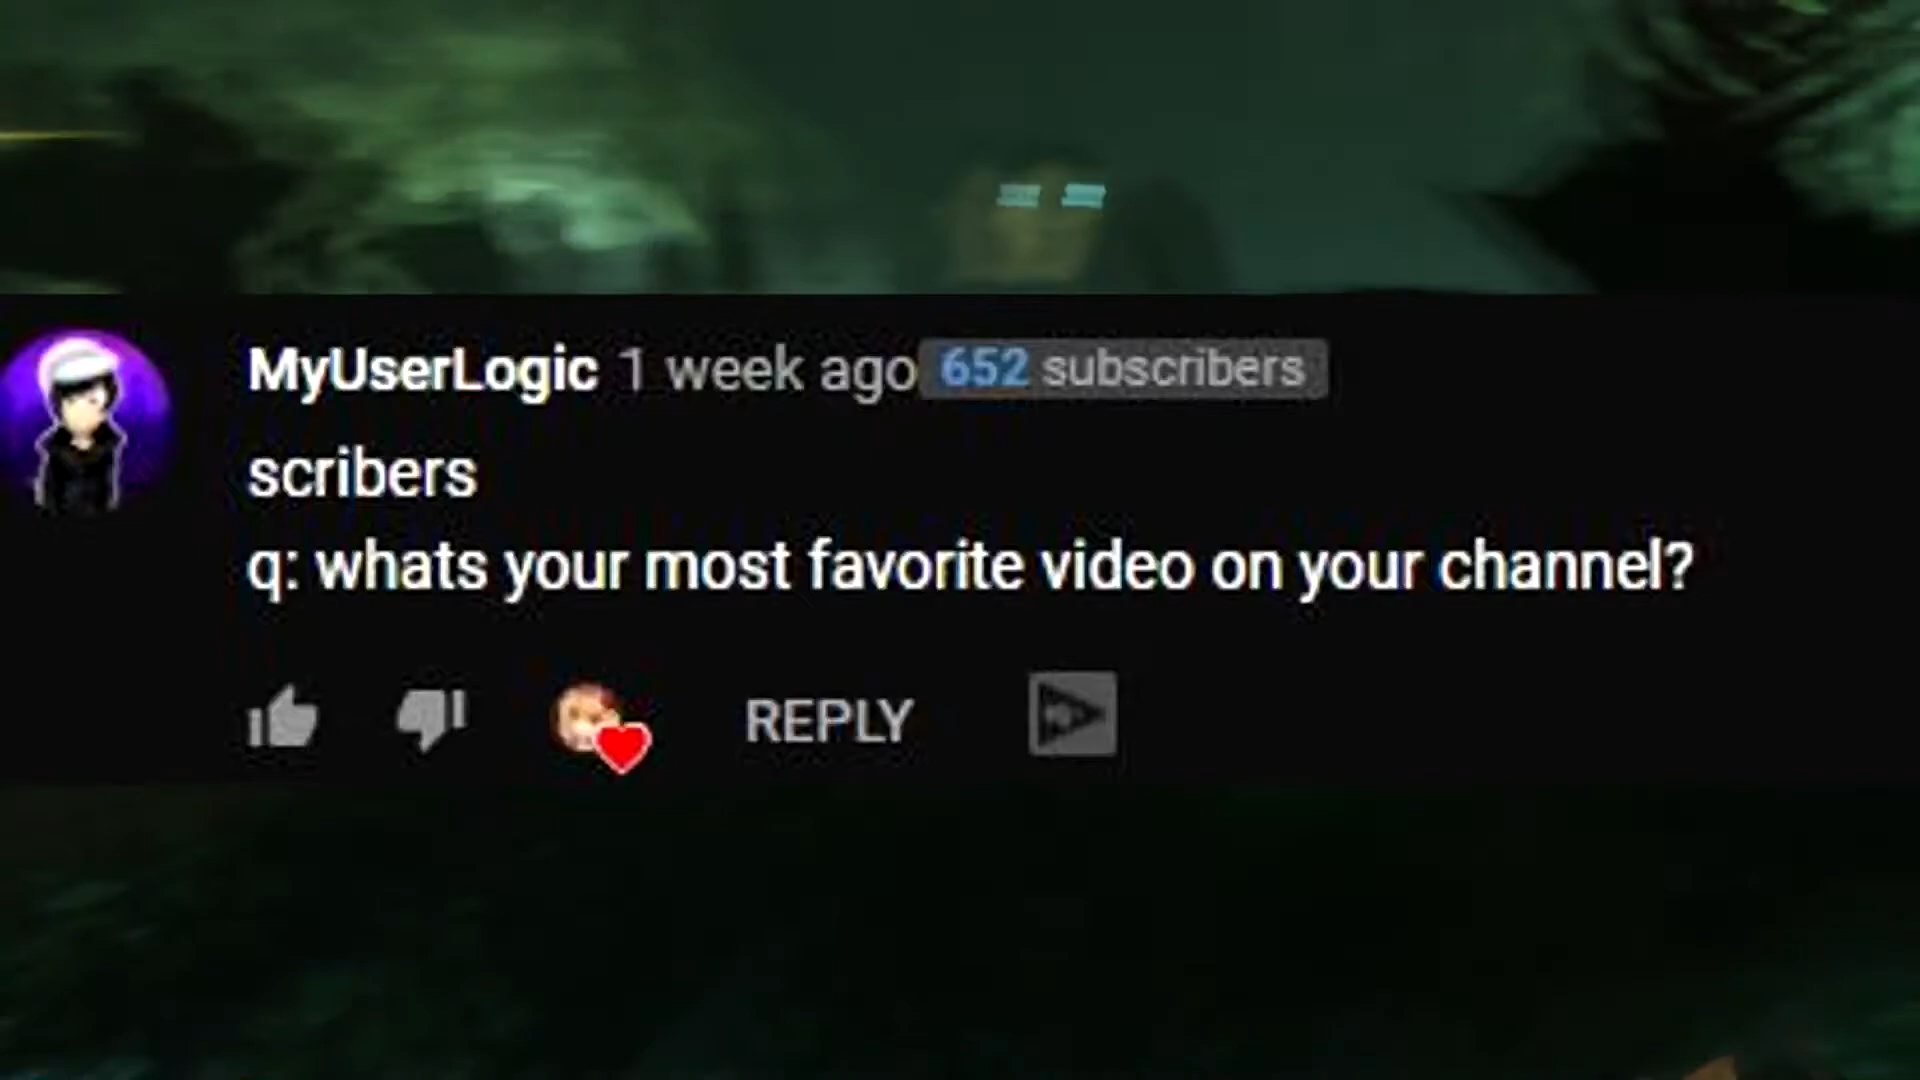 MyUserLogic 1 week ago 652 subscribers
scribers
q: whats your most favorite video on your channel?
REPLY